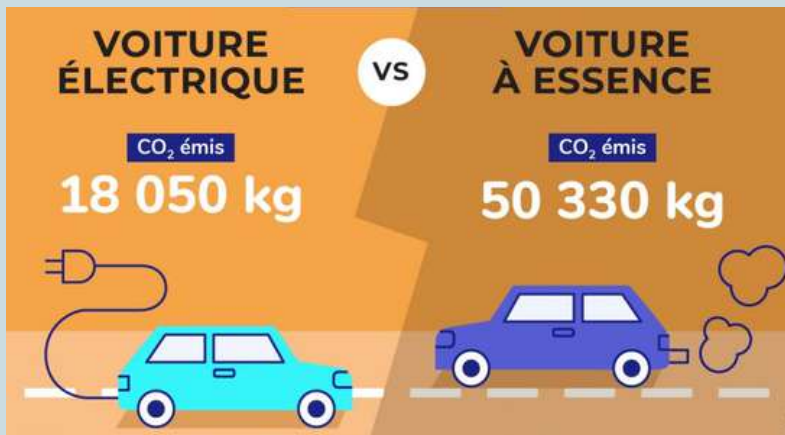 VOITURE
ÉLECTRIQUE
CO₂ émis
18 050 kg
VS
VOITURE
À ESSENCE
CO₂ émis
50 330 kg